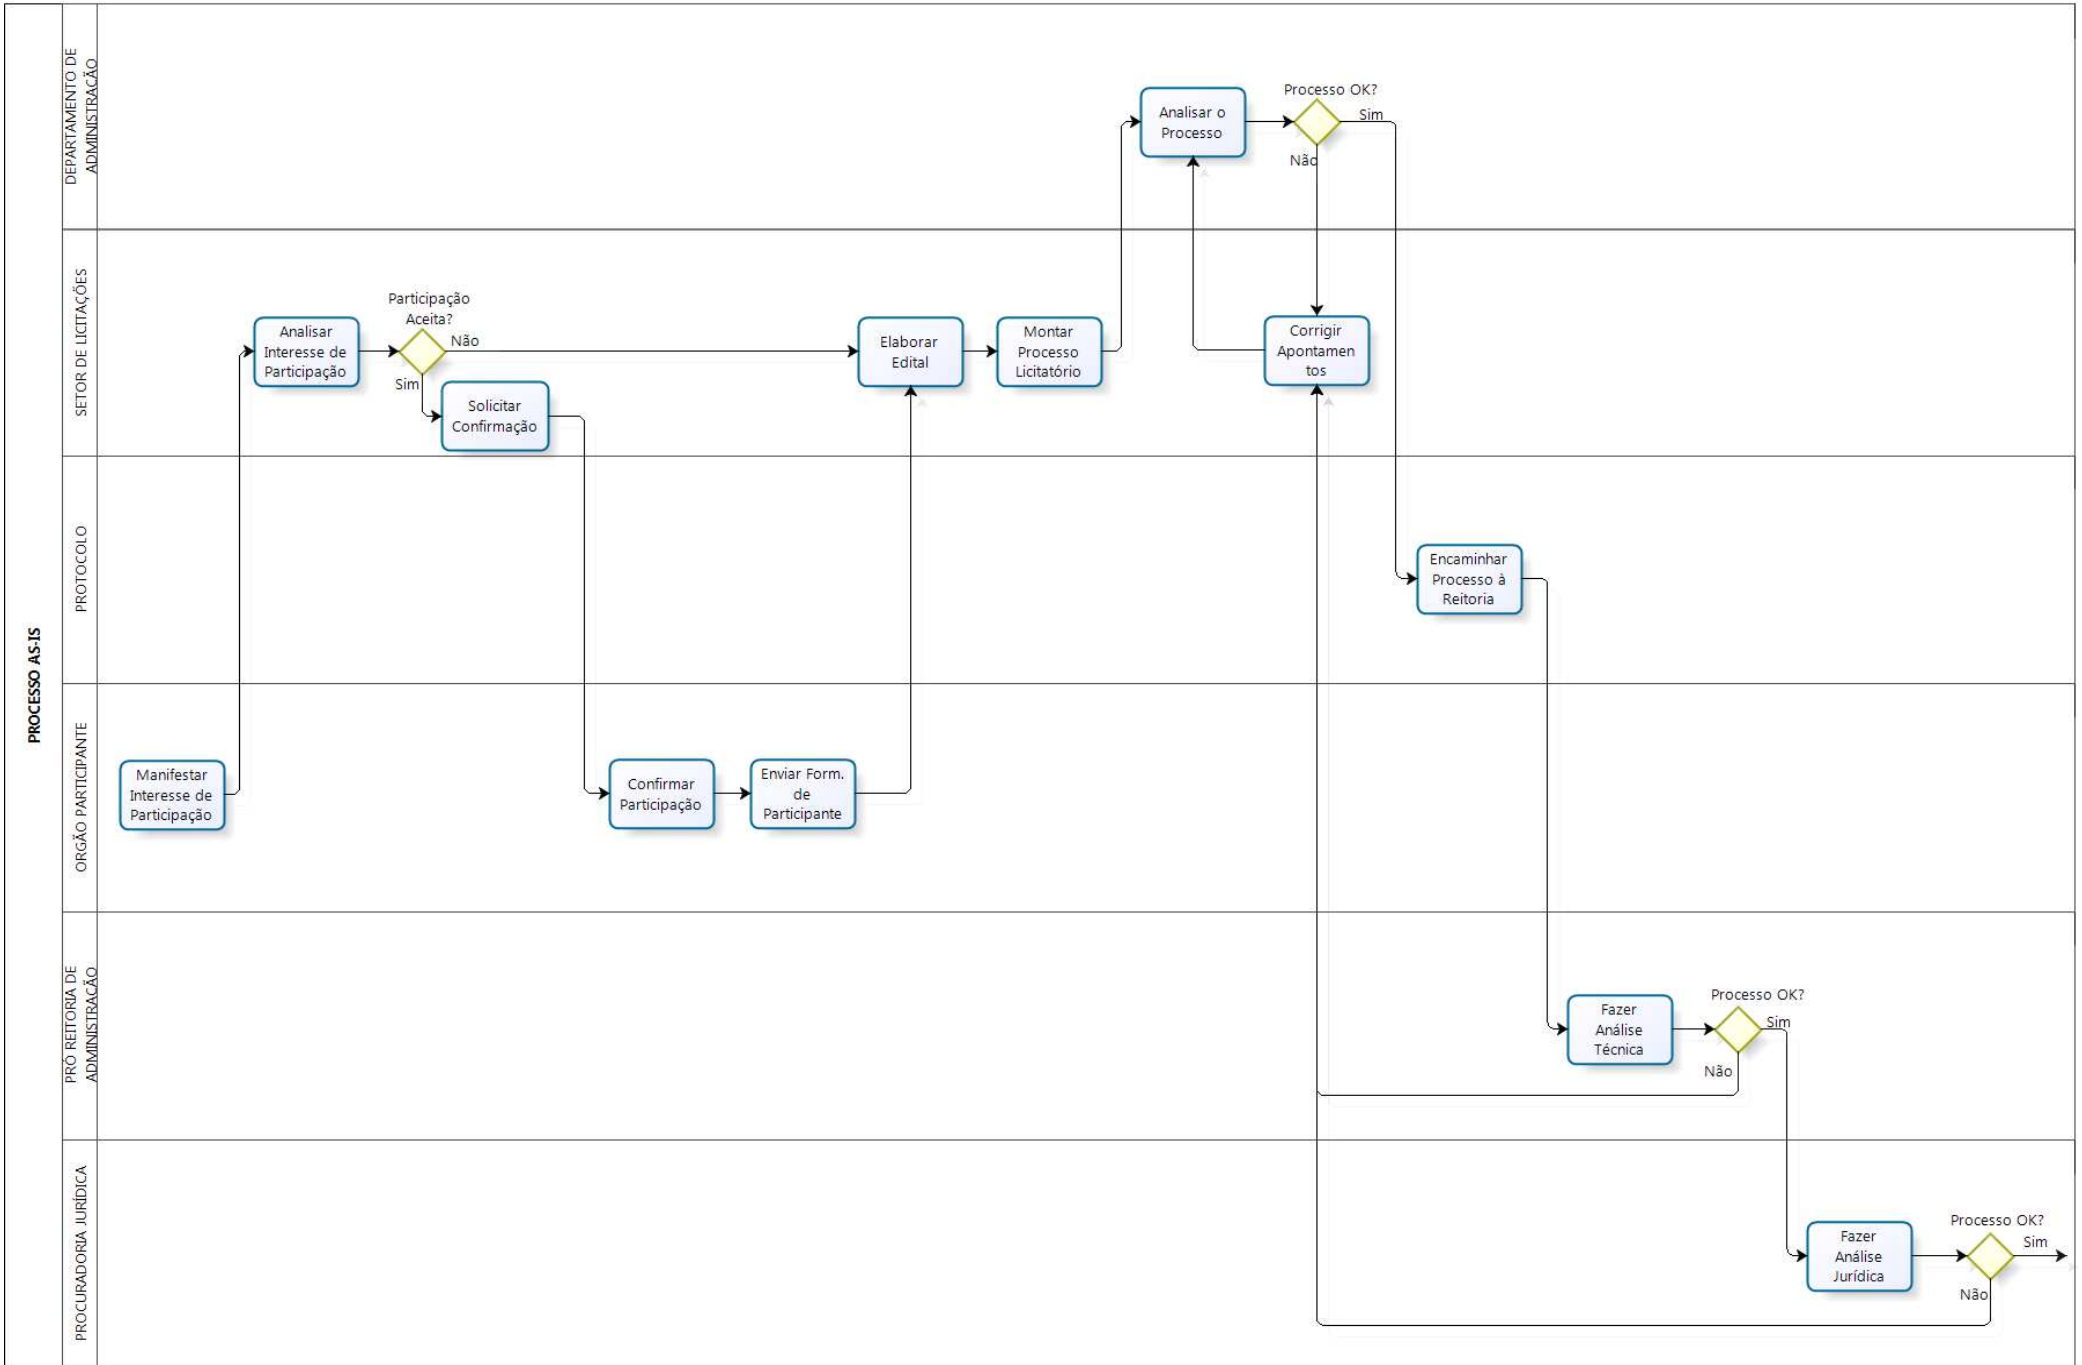 PROCESSO AS-IS
DEPARTAMENTO DE
ADMINISTRAÇÃO
Analisar o
Processo
Processo OK?
Sim
Não
SETOR DE LICITAÇÕES
Analisar
Interesse de
Participação
Participação
Aceita?
Não
Sim
Solicitar
Confirmação
Elaborar
Edital
Montar
Processo
Licitatório
Corrigir
Apontamen
tos
PROTOCOLO
Encaminhar
Processo à
Reitoria
ORGÃO PARTICIPANTE
Manifestar
Interesse de
Participação
Confirmar
Participação
Enviar Form.
de
Participante
PRÓ REITORIA DE
ADMINISTRAÇÃO
Fazer
Análise
Técnica
Processo OK?
Sim
Não
PROCURADORIA JURÍDICA
Fazer
Análise
Jurídica
Processo OK?
Sim
Não